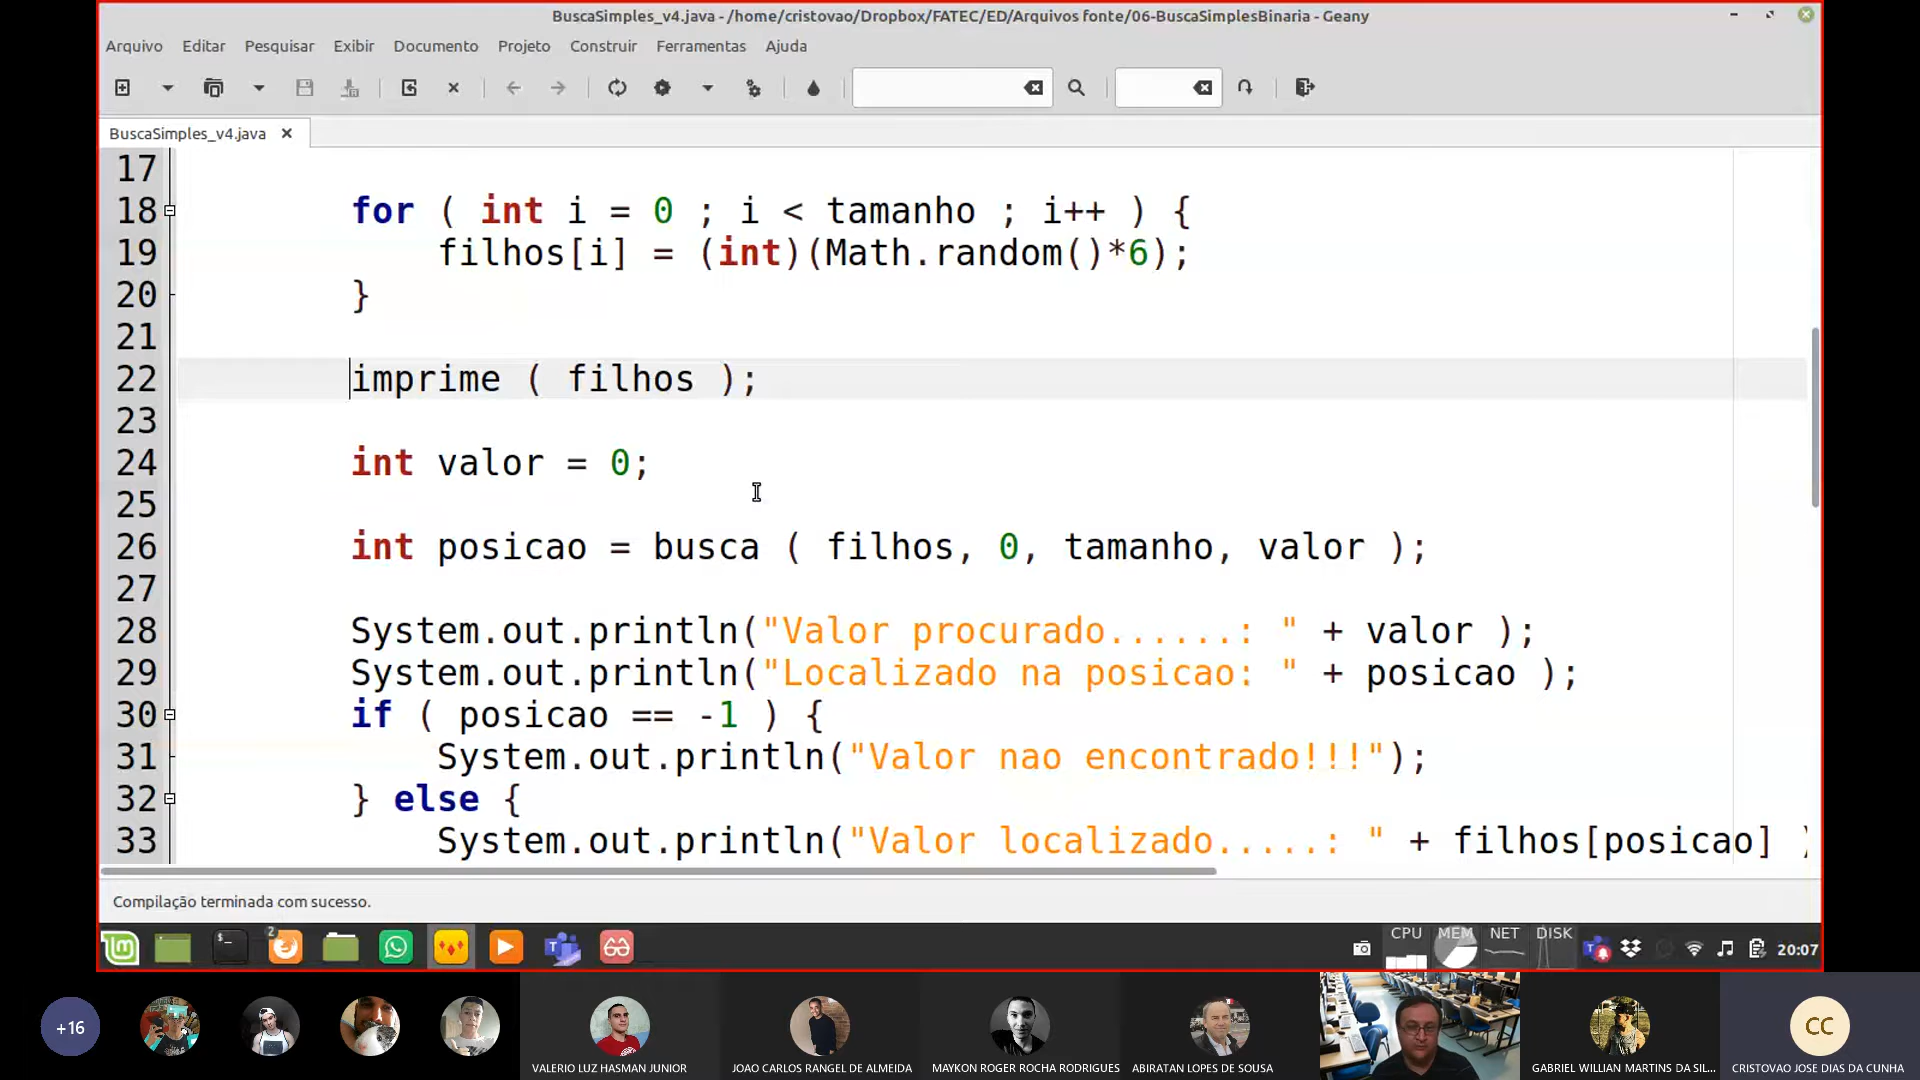 BuscaSimples_v4.java - /home/cristovao/Dropbox/FATEC/ED/Arquivos fonte/06-BuscaSimplesBinaria - Geany
Arquivo Editar Pesquisar Exibir Documento Projeto Construir Ferramentas Ajuda
BuscaSimples_v4.java
17
18 for ( int i = 0 ; i < tamanho ; i++ ) {
19 filhos[i] = (int)(Math.random()*6);
20 }
21
22 imprime ( filhos );
23
24 int valor = 0;
25
26 int posicao = busca ( filhos, 0, tamanho, valor );
27
28 System.out.println("Valor procurado......: " + valor );
29 System.out.println("Localizado na posicao: " + posicao );
30 if ( posicao == -1 ) {
31 System.out.println("Valor nao encontrado!!!");
32 } else {
33 System.out.println("Valor localizado.....: " + filhos[posicao] )
Compilação terminada com sucesso.
2
CPU MEM NET DISK
20:07
+16
CC
VALERIO LUZ HASMAN JUNIOR
JOAO CARLOS RANGEL DE ALMEIDA
MAYKON ROGER ROCHA RODRIGUES
ABIRATAN LOPES DE SOUSA
GABRIEL WILLIAN MARTINS DA SIL...
CRISTOVAO JOSE DIAS DA CUNHA